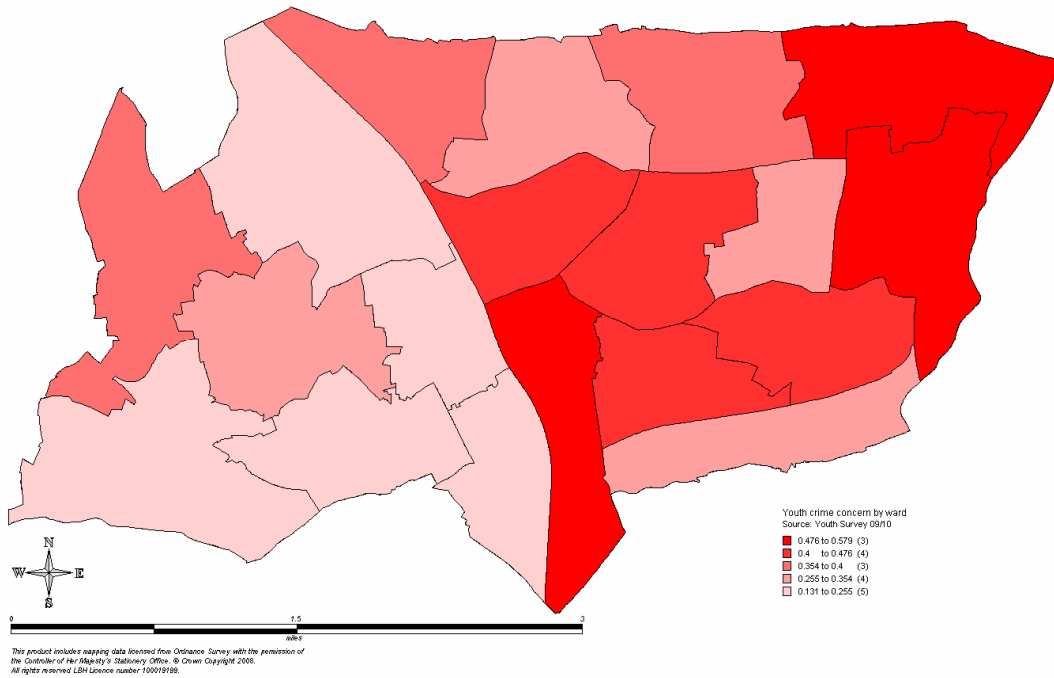 Youth crime concern by ward
Source: Youth Survey 09/10
0.476 to 0.579 (3)
0.4 to 0.476 (4)
0.354 to 0.4 (3)
0.255 to 0.354 (4)
0.131 to 0.255 (5)
N
W E
S
0 1.5 3
miles
This product includes mapping data licensed from Ordnance Survey with the permission of
the Controller of Her Majesty's Stationery Office. © Crown Copyright 2008.
All rights reserved LBH Licence number 100019199.